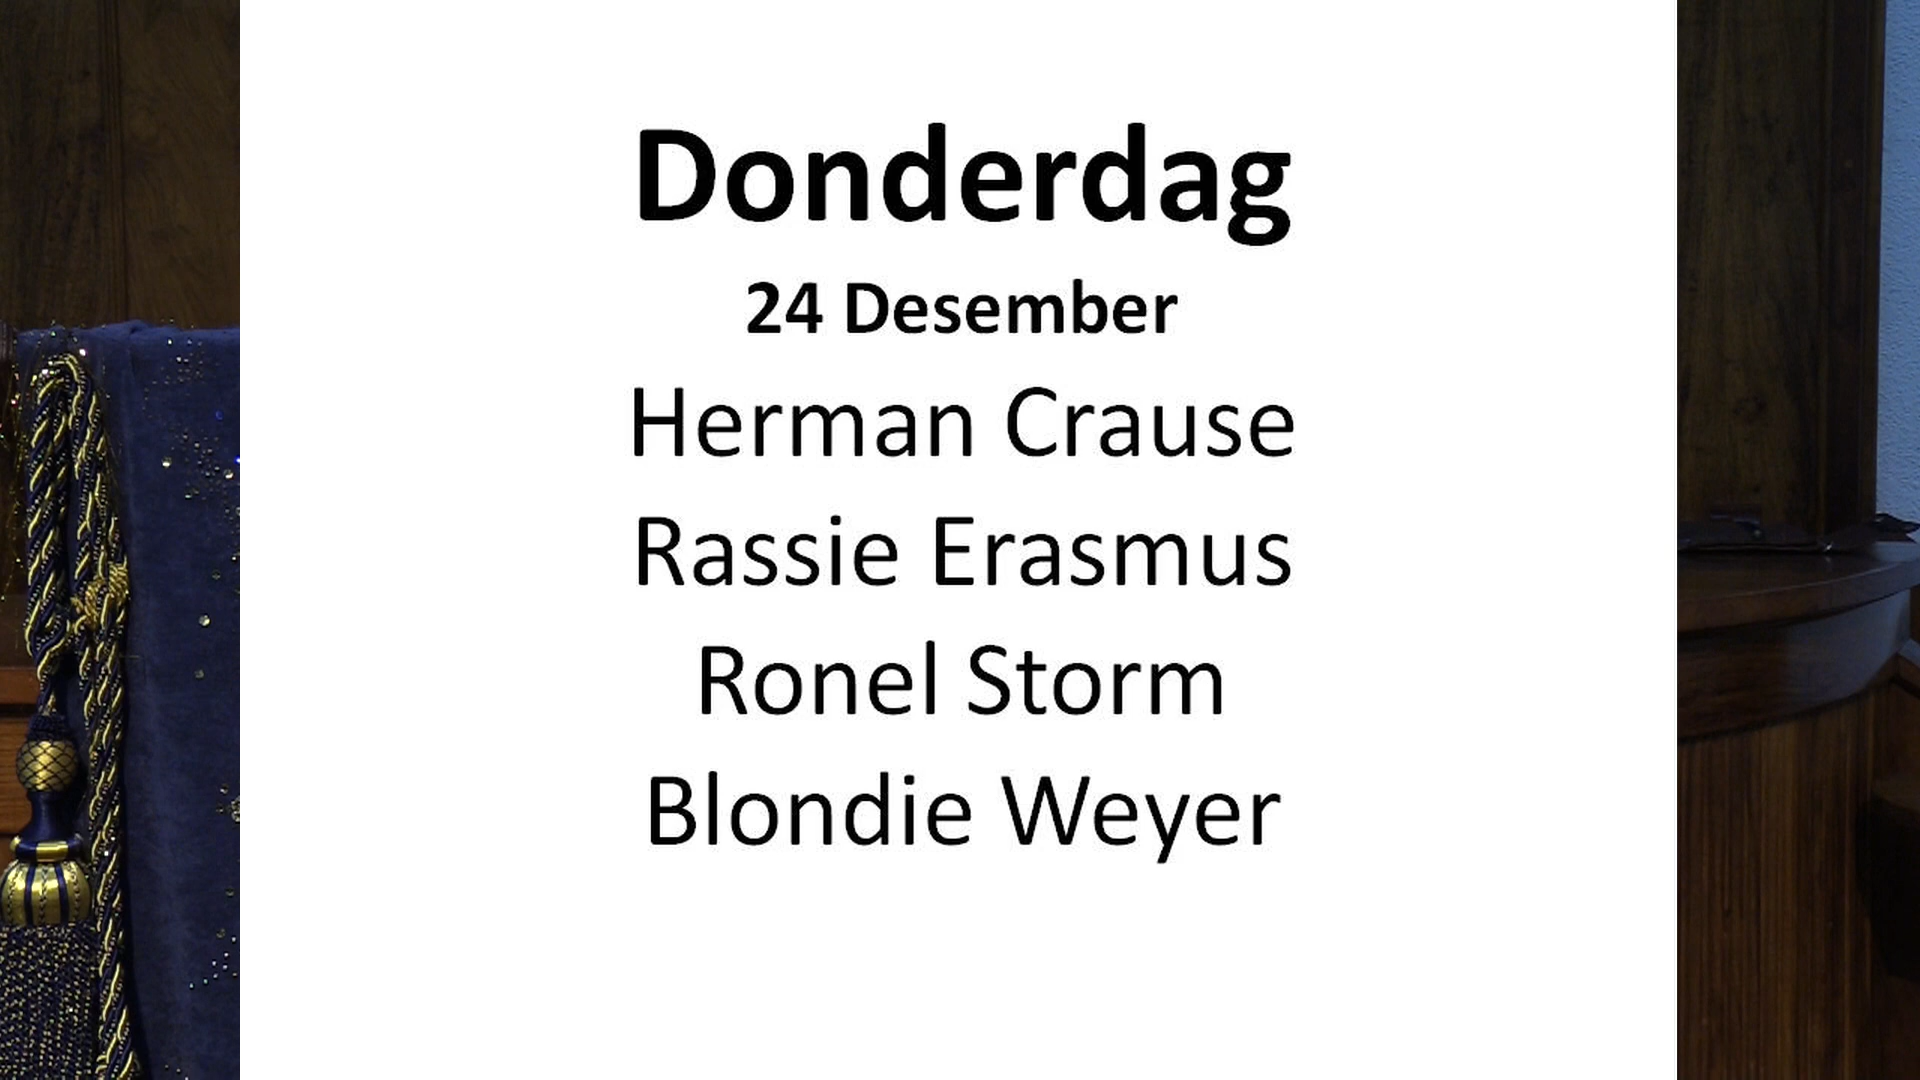 Donderdag
24 Desember
Herman Crause
Rassie Erasmus
Ronel Storm
Blondie Weyer